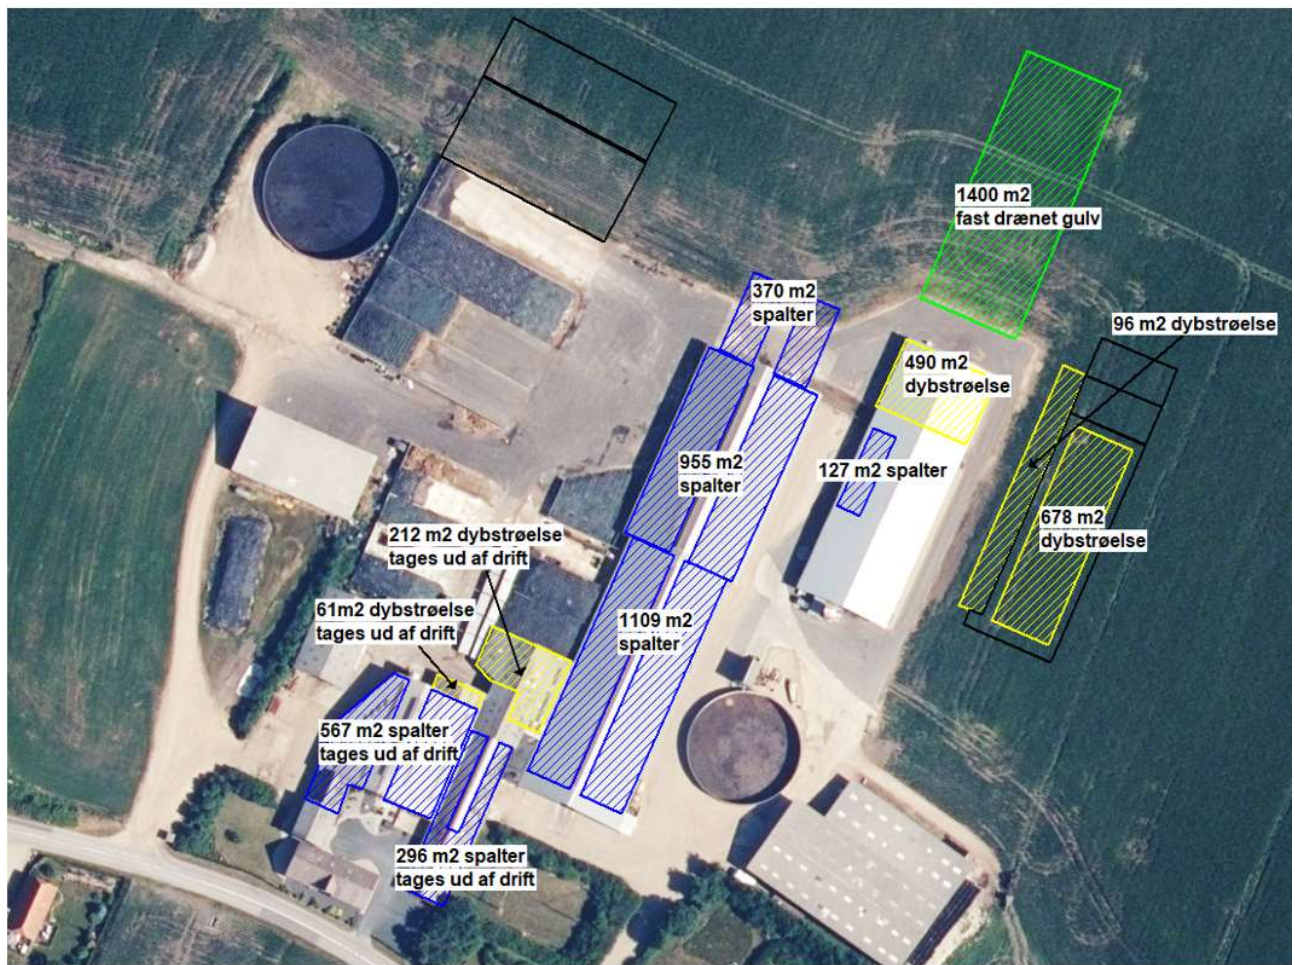 1400 m2
fast drænet gulv
370 m2
spalter
96 m2 dybstrøelse
490 m2
dybstrøelse
955 m2
spalter
127 m2 spalter
678 m2
dybstrøelse
212 m2 dybstrøelse
tages ud af drift
61m2 dybstrøelse
tages ud af drift
1109 m2
spalter
567 m2 spalter
tages ud af drift
296 m2 spalter
tages ud af drift